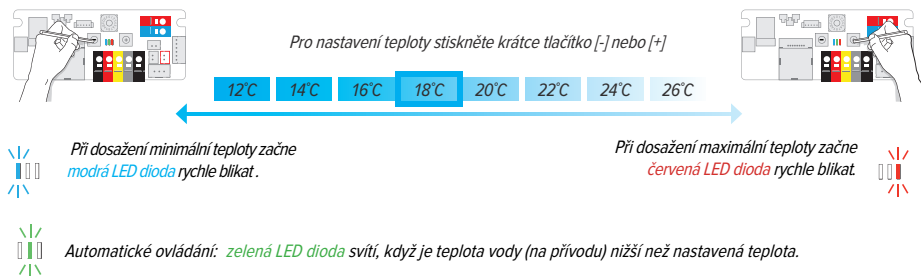 Pro nastavení teploty stiskněte krátce tlačítko [-] nebo [+]
12°C 14°C 16°C 18°C 20°C 22°C 24°C 26°C
Při dosažení minimální teploty začne
modrá LED dioda rychle blikat .
Při dosažení maximální teploty začne
červená LED dioda rychle blikat.
Automatické ovládání: zelená LED dioda svítí, když je teplota vody (na přívodu) nižší než nastavená teplota.